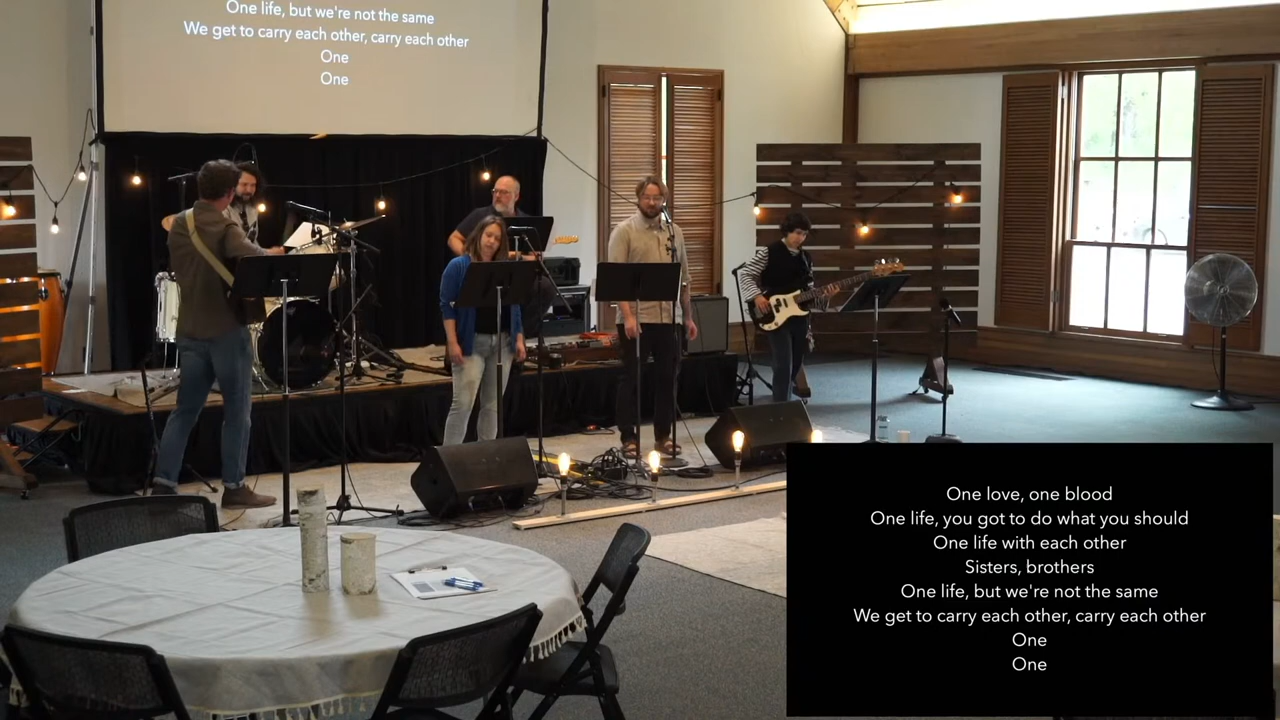 One life, but we're not the same
We get to carry each other, carry each other
One
One
One love, one blood
One life, you got to do what you should
One life with each other
Sisters, brothers
One life, but we're not the same
We get to carry each other, carry each other
One
One